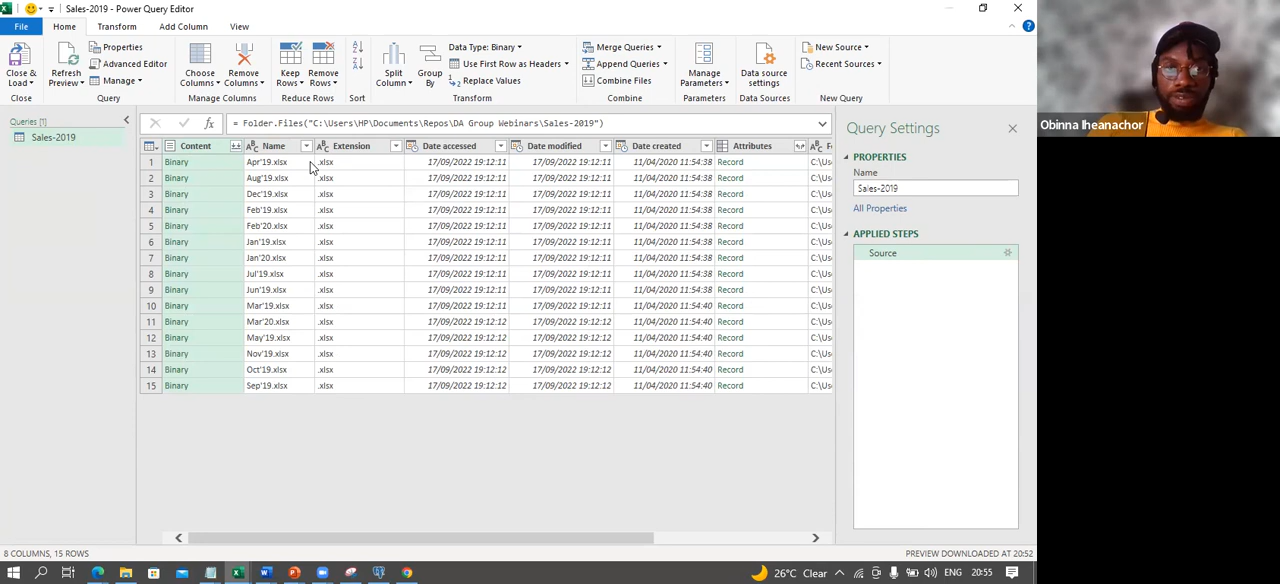 Sales-2019 - Power Query Editor
File Home Transform Add Column View
Close & Load
Close
Refresh Preview
Properties
Advanced Editor
Manage
Query
Choose Columns
Remove Columns
Manage Columns
Keep Rows
Remove Rows
Reduce Rows
Sort
Split Column
Group By
Data Type: Binary
Use First Row as Headers
Replace Values
Transform
Merge Queries
Append Queries
Combine Files
Combine
Manage Parameters
Parameters
Data source settings
Data Sources
New Source
Recent Sources
New Query
Queries [1]
Sales-2019
= Folder.Files("C:\Users\HP\Documents\Repos\DA Group Webinars\Sales-2019")
Content Name Extension Date accessed Date modified Date created Attributes
1 Binary Apr'19.xlsx .xlsx 17/09/2022 19:12:11 17/09/2022 19:12:11 11/04/2020 11:54:38 Record C:\Us
2 Binary Aug'19.xlsx .xlsx 17/09/2022 19:12:11 17/09/2022 19:12:11 11/04/2020 11:54:38 Record C:\Us
3 Binary Dec'19.xlsx .xlsx 17/09/2022 19:12:11 17/09/2022 19:12:11 11/04/2020 11:54:38 Record C:\Us
4 Binary Feb'19.xlsx .xlsx 17/09/2022 19:12:11 17/09/2022 19:12:11 11/04/2020 11:54:38 Record C:\Us
5 Binary Feb'20.xlsx .xlsx 17/09/2022 19:12:11 17/09/2022 19:12:11 11/04/2020 11:54:38 Record C:\Us
6 Binary Jan'19.xlsx .xlsx 17/09/2022 19:12:11 17/09/2022 19:12:11 11/04/2020 11:54:38 Record C:\Us
7 Binary Jan'20.xlsx .xlsx 17/09/2022 19:12:11 17/09/2022 19:12:11 11/04/2020 11:54:38 Record C:\Us
8 Binary Jul'19.xlsx .xlsx 17/09/2022 19:12:11 17/09/2022 19:12:11 11/04/2020 11:54:38 Record C:\Us
9 Binary Jun'19.xlsx .xlsx 17/09/2022 19:12:11 17/09/2022 19:12:11 11/04/2020 11:54:38 Record C:\Us
10 Binary Mar'19.xlsx .xlsx 17/09/2022 19:12:11 17/09/2022 19:12:11 11/04/2020 11:54:40 Record C:\Us
11 Binary Mar'20.xlsx .xlsx 17/09/2022 19:12:12 17/09/2022 19:12:12 11/04/2020 11:54:40 Record C:\Us
12 Binary May'19.xlsx .xlsx 17/09/2022 19:12:12 17/09/2022 19:12:12 11/04/2020 11:54:40 Record C:\Us
13 Binary Nov'19.xlsx .xlsx 17/09/2022 19:12:12 17/09/2022 19:12:12 11/04/2020 11:54:40 Record C:\Us
14 Binary Oct'19.xlsx .xlsx 17/09/2022 19:12:12 17/09/2022 19:12:12 11/04/2020 11:54:40 Record C:\Us
15 Binary Sep'19.xlsx .xlsx 17/09/2022 19:12:12 17/09/2022 19:12:12 11/04/2020 11:54:40 Record C:\Us
Query Settings
PROPERTIES
Name
Sales-2019
All Properties
APPLIED STEPS
Source
8 COLUMNS, 15 ROWS
PREVIEW DOWNLOADED AT 20:52
26°C Clear
ENG 20:55
Obinna Iheanachor